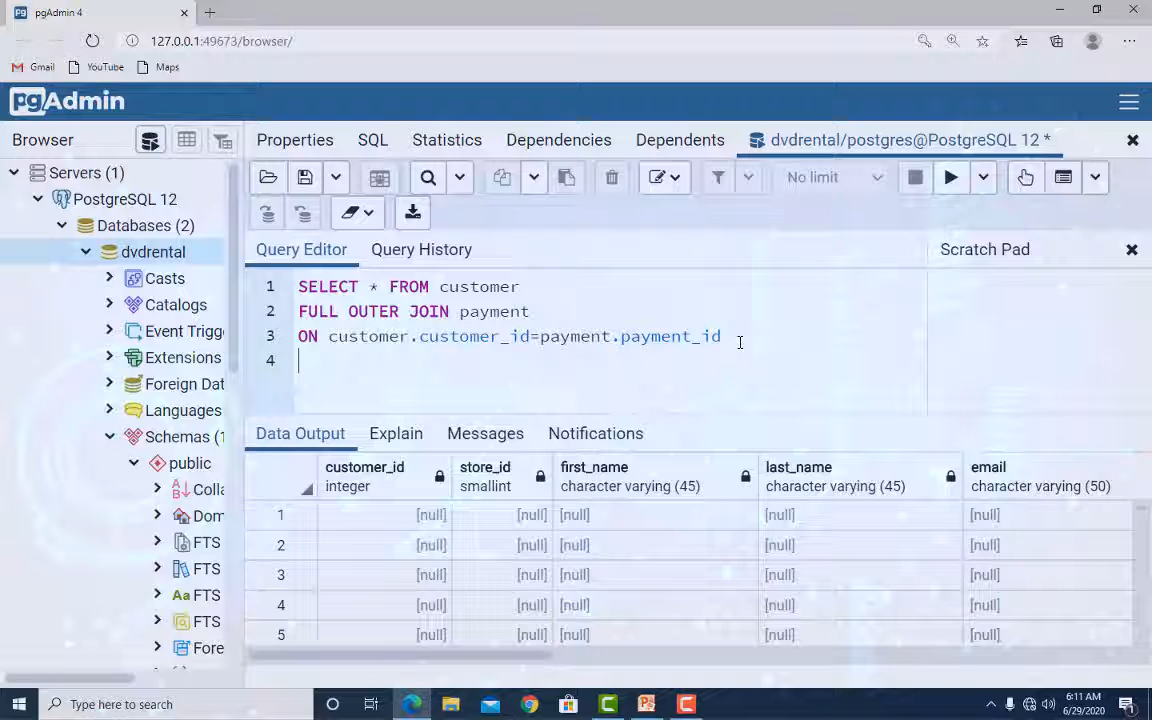 pgAdmin 4
127.0.0.1:49673/browser/
Gmail YouTube Maps
pgAdmin
Browser
Properties SQL Statistics Dependencies Dependents dvdrental/postgres@PostgreSQL 12 *
Servers (1)
PostgreSQL 12
Databases (2)
dvdrental
Casts
Catalogs
Event Trigge
Extensions
Foreign Dat
Languages
Schemas (1
public
Colla
Dom
FTS
FTS
FTS
FTS
Fore
No limit
Query Editor Query History Scratch Pad
1 SELECT * FROM customer
2 FULL OUTER JOIN payment
3 ON customer.customer_id=payment.payment_id
4
Data Output Explain Messages Notifications
customer_id store_id first_name last_name email
integer smallint character varying (45) character varying (45) character varying (50)
1 [null] [null] [null] [null] [null]
2 [null] [null] [null] [null] [null]
3 [null] [null] [null] [null] [null]
4 [null] [null] [null] [null] [null]
5 [null] [null] [null] [null] [null]
Type here to search
6:11 AM
6/29/2020